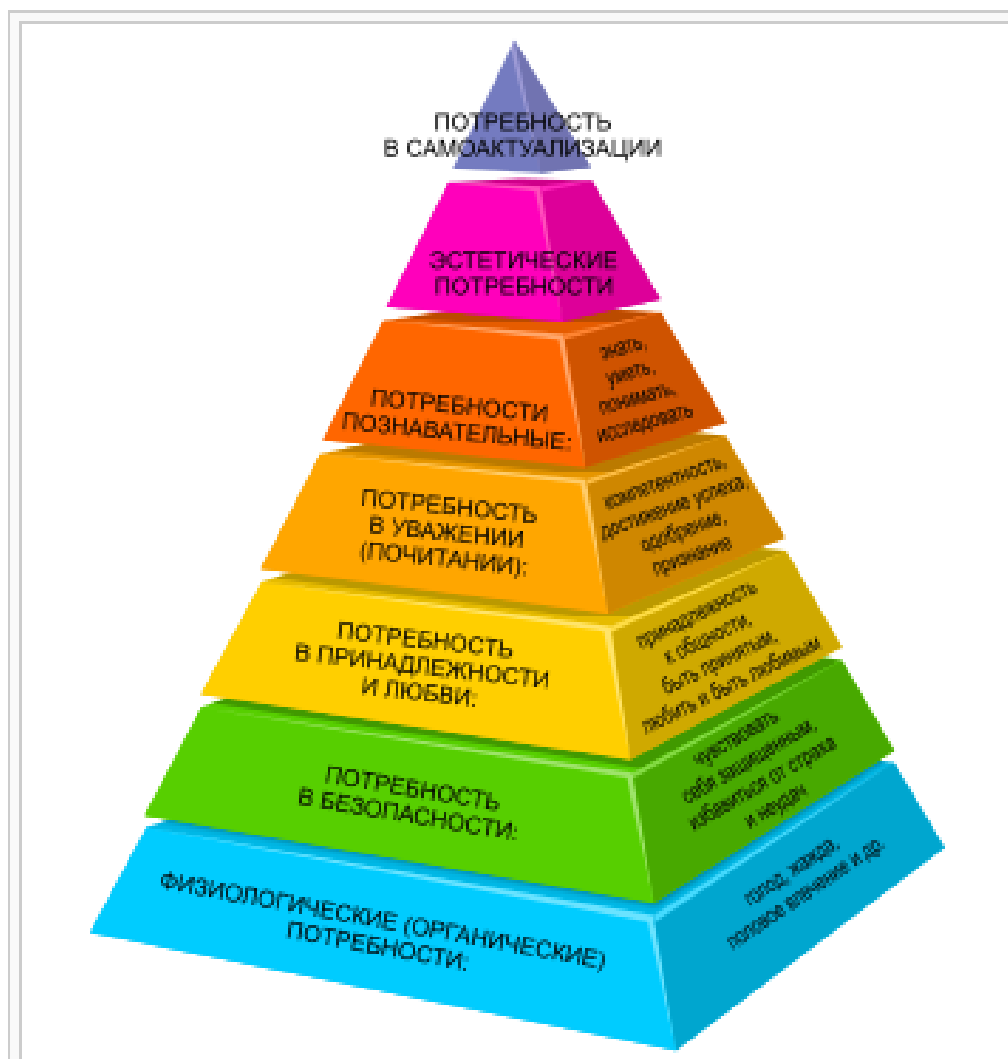 ПОТРЕБНОСТЬ
В САМОАКТУАЛИЗАЦИИ
ЭСТЕТИЧЕСКИЕ
ПОТРЕБНОСТИ
ПОТРЕБНОСТИ
ПОЗНАВАТЕЛЬНЫЕ:
знать,
уметь,
понимать,
исследовать
ПОТРЕБНОСТЬ
В УВАЖЕНИИ
(ПОЧИТАНИИ):
компетентность,
достижение успеха,
одобрение,
признание
ПОТРЕБНОСТЬ
В ПРИНАДЛЕЖНОСТИ
И ЛЮБВИ:
принадлежность
к общности,
быть принятым,
любить и быть любимым
ПОТРЕБНОСТЬ
В БЕЗОПАСНОСТИ:
чувствовать
себя защищенным,
избавиться от страха
и неудач
ФИЗИОЛОГИЧЕСКИЕ (ОРГАНИЧЕСКИЕ)
ПОТРЕБНОСТИ:
голод, жажда,
половое влечение и др.